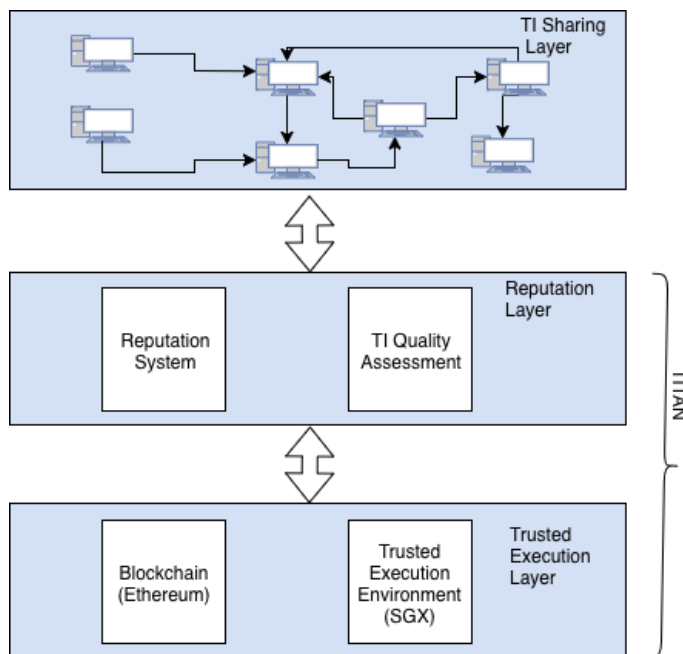 TI Sharing
Layer
Reputation
Layer
Reputation
System
TI Quality
Assessment
TITAN
Trusted
Execution
Layer
Blockchain
(Ethereum)
Trusted
Execution
Environment
(SGX)